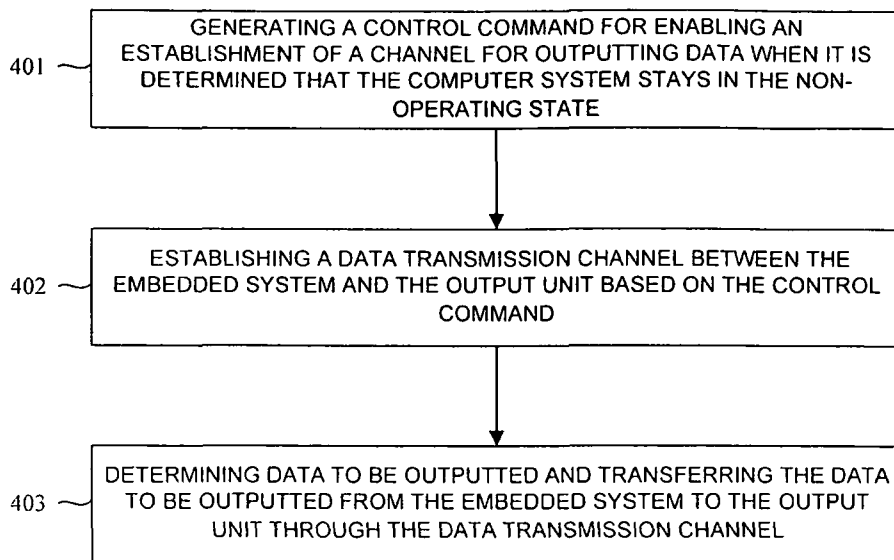 GENERATING A CONTROL COMMAND FOR ENABLING AN
ESTABLISHMENT OF A CHANNEL FOR OUTPUTTING DATA WHEN IT IS
DETERMINED THAT THE COMPUTER SYSTEM STAYS IN THE NON-
OPERATING STATE
401
ESTABLISHING A DATA TRANSMISSION CHANNEL BETWEEN THE
EMBEDDED SYSTEM AND THE OUTPUT UNIT BASED ON THE CONTROL
COMMAND
402
DETERMINING DATA TO BE OUTPUTTED AND TRANSFERRING THE DATA
TO BE OUTPUTTED FROM THE EMBEDDED SYSTEM TO THE OUTPUT
UNIT THROUGH THE DATA TRANSMISSION CHANNEL
403